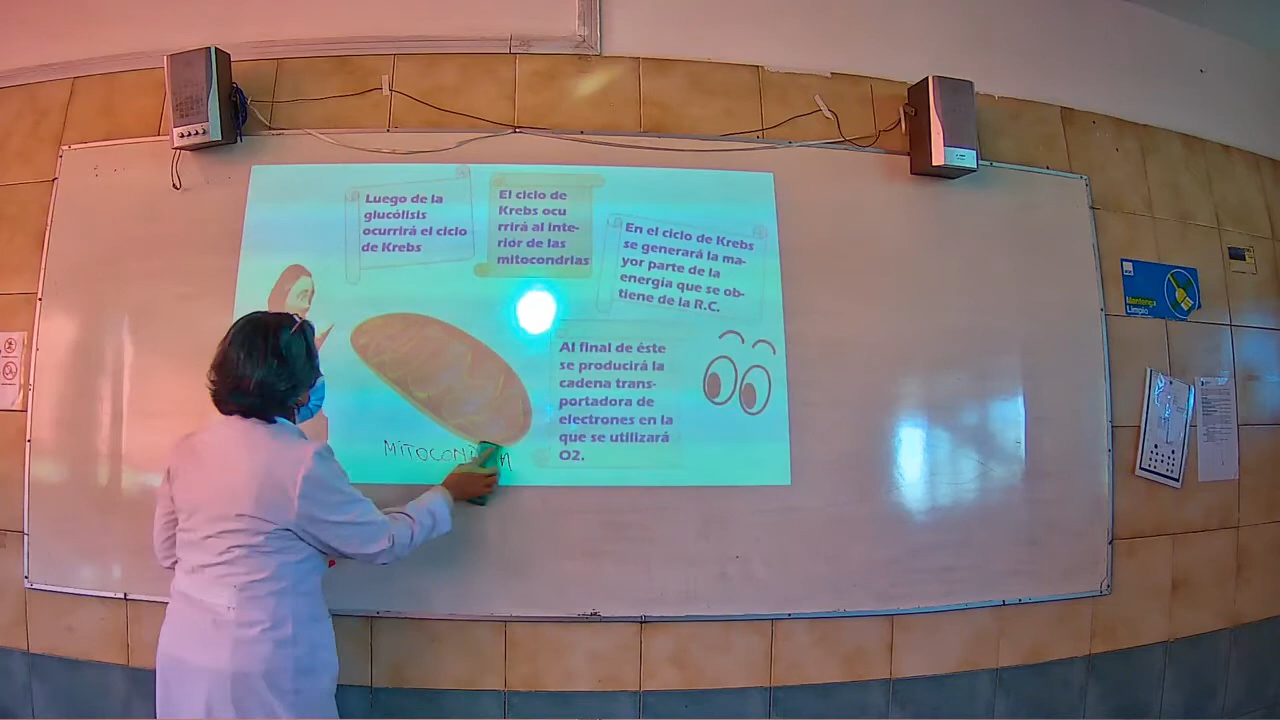 Luego de la
glucólisis
ocurrirá el ciclo
de Krebs
El ciclo de
Krebs ocu
rrirá al inte-
rior de las
mitocondrias
En el ciclo de Krebs
se generará la ma-
yor parte de la
energía que se ob-
tiene de la R.C.
Al final de éste
se producirá la
cadena trans-
portadora de
electrones en la
que se utilizará
O2.
Mantenga
Limpio